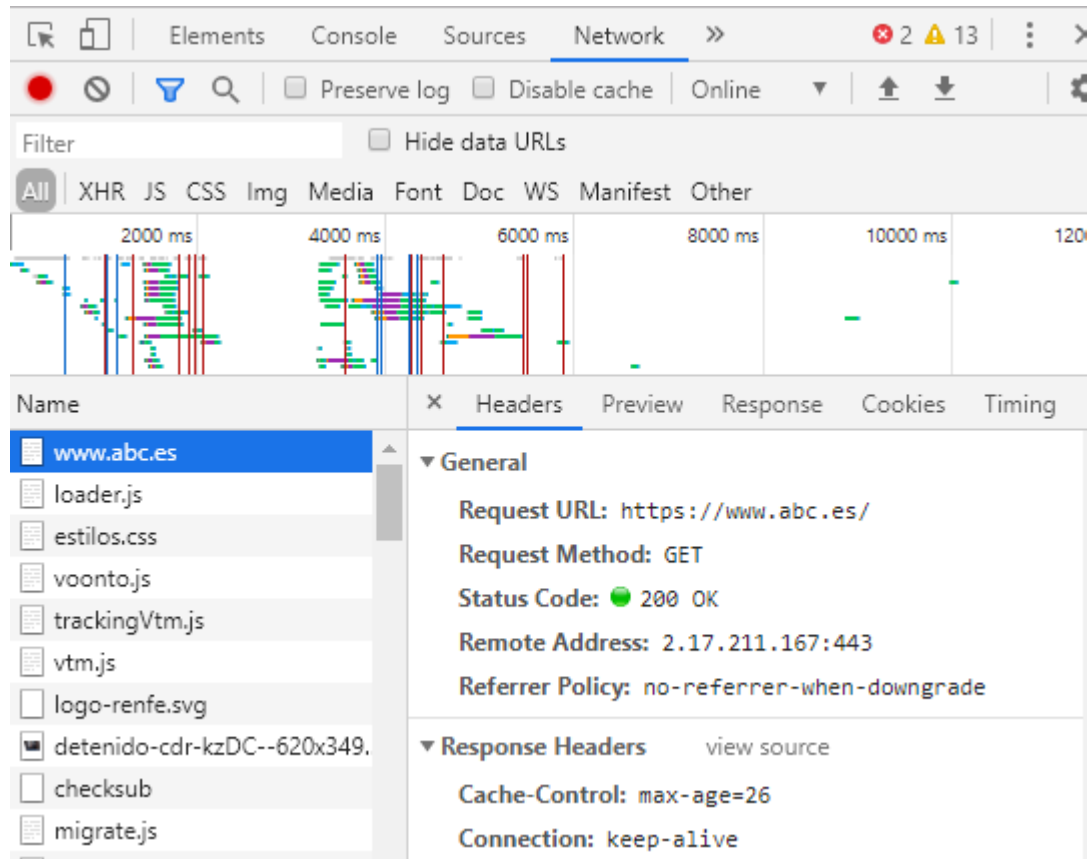 Elements Console Sources Network » 2 13
Preserve log Disable cache Online
Filter Hide data URLs
All XHR JS CSS Img Media Font Doc WS Manifest Other
2000 ms 4000 ms 6000 ms 8000 ms 10000 ms 120
Name × Headers Preview Response Cookies Timing
www.abc.es
loader.js
estilos.css
voonto.js
trackingVtm.js
vtm.js
logo-renfe.svg
detenido-cdr-kzDC--620x349.
checksub
migrate.js
General
Request URL: https://www.abc.es/
Request Method: GET
Status Code: 200 OK
Remote Address: 2.17.211.167:443
Referrer Policy: no-referrer-when-downgrade
Response Headers view source
Cache-Control: max-age=26
Connection: keep-alive